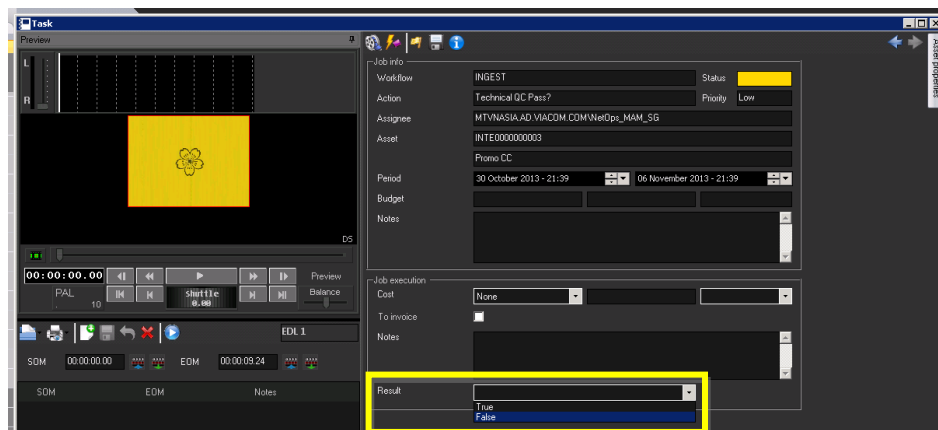 Task
Preview
L
R
DS
00:00:00.00
Preview
PAL
10
shuttle
0.00
Balance
EDL 1
SOM 00:00:00.00 EOM 00:00:09.24
SOM EOM Notes
Job info
Workflow INGEST Status
Action Technical QC Pass? Priority Low
Assignee MTVNASIA.AD.VIACOM.COM\NetOps_MAM_SG
Asset INTE0000000003
Promo CC
Period 30 October 2013 - 21:39 06 November 2013 - 21:39
Budget
Notes
Job execution
Cost None
To invoice
Notes
Result
True
False
Asset properties